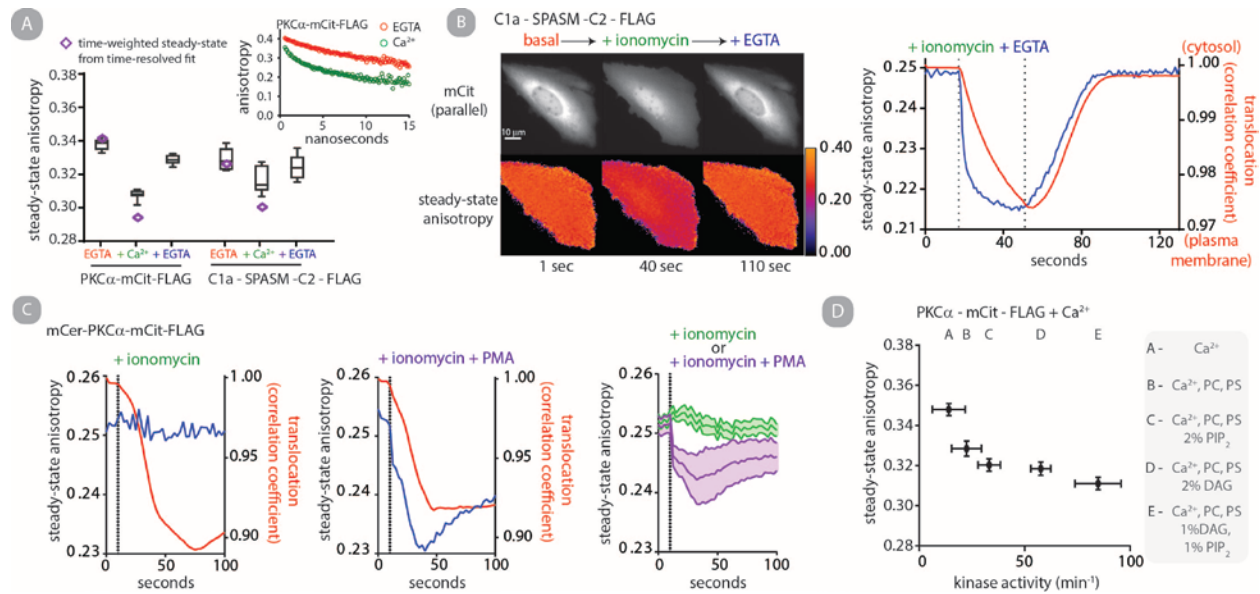 A
time-weighted steady-state
from time-resolved fit
PKCα-mCit-FLAG
EGTA
Ca²⁺
anisotropy
0.4
0.3
0.2
0.1
0.0
0
5
10
15
nanoseconds
steady-state anisotropy
0.38
0.36
0.34
0.32
0.30
0.28
EGTA + Ca²⁺ + EGTA
EGTA + Ca²⁺ + EGTA
PKCα-mCit-FLAG
C1a - SPASM -C2 - FLAG
B
C1a - SPASM -C2 - FLAG
basal + ionomycin + EGTA
mCit
(parallel)
10 μm
steady-state
anisotropy
0.40
0.20
0.00
1 sec
40 sec
110 sec
+ ionomycin + EGTA
(cytosol)
steady-state anisotropy
0.25
0.24
0.23
0.22
0.21
0
40
80
120
seconds
1.00
0.99
0.98
0.97
translocation
(correlation coefficient)
(plasma
membrane)
C
mCer-PKCα-mCit-FLAG
+ ionomycin
steady-state anisotropy
0.26
0.25
0.24
0.23
0
50
100
seconds
1.00
0.95
0.90
translocation
(correlation
coefficient)
+ ionomycin + PMA
steady-state anisotropy
0.26
0.25
0.24
0.23
0
50
100
seconds
1.00
0.95
0.90
translocation
(correlation
coefficient)
+ ionomycin
or
+ ionomycin + PMA
steady-state anisotropy
0.26
0.25
0.24
0.23
0
50
100
seconds
D
PKCα - mCit - FLAG + Ca²⁺
A B C D E
steady-state anisotropy
0.38
0.36
0.34
0.32
0.30
0.28
0
50
100
kinase activity (min⁻¹)
A - Ca²⁺
B - Ca²⁺, PC, PS
C - Ca²⁺, PC, PS
2% PIP₂
D - Ca²⁺, PC, PS
2% DAG
E - Ca²⁺, PC, PS
1%DAG,
1% PIP₂